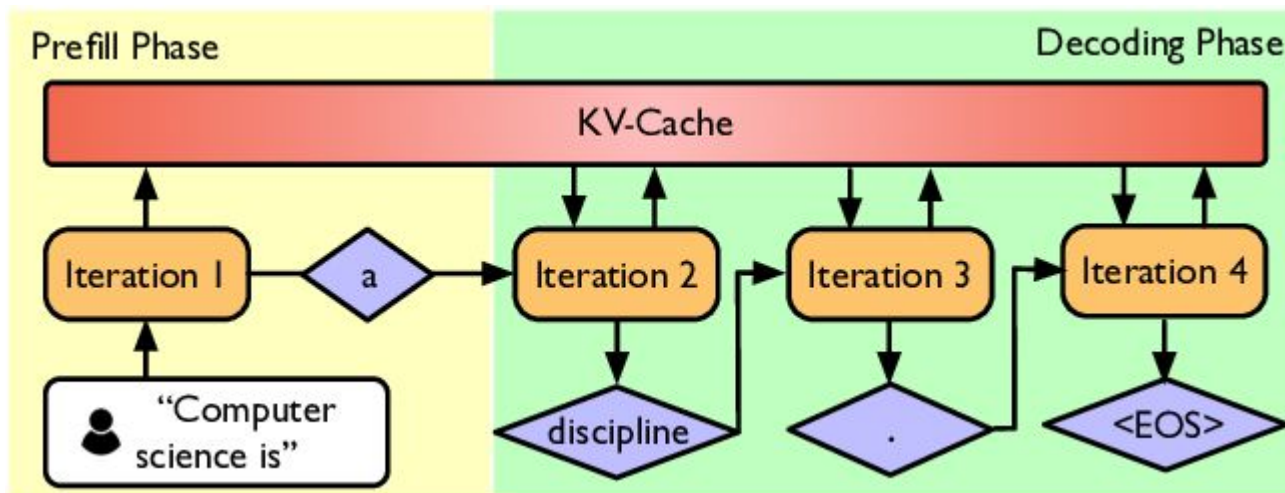 Prefill Phase
Decoding Phase
KV-Cache
Iteration 1
a
Iteration 2
Iteration 3
Iteration 4
“Computer
science is”
discipline
.
<EOS>